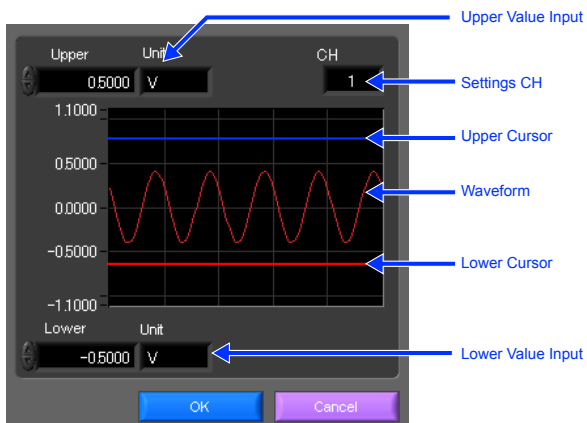 Upper Value Input
Upper Unit CH
0.5000 V 1
Settings CH
1.1000
Upper Cursor
0.5000
Waveform
0.0000
-0.5000
Lower Cursor
-1.1000
Lower Unit
-0.5000 V
Lower Value Input
OK Cancel